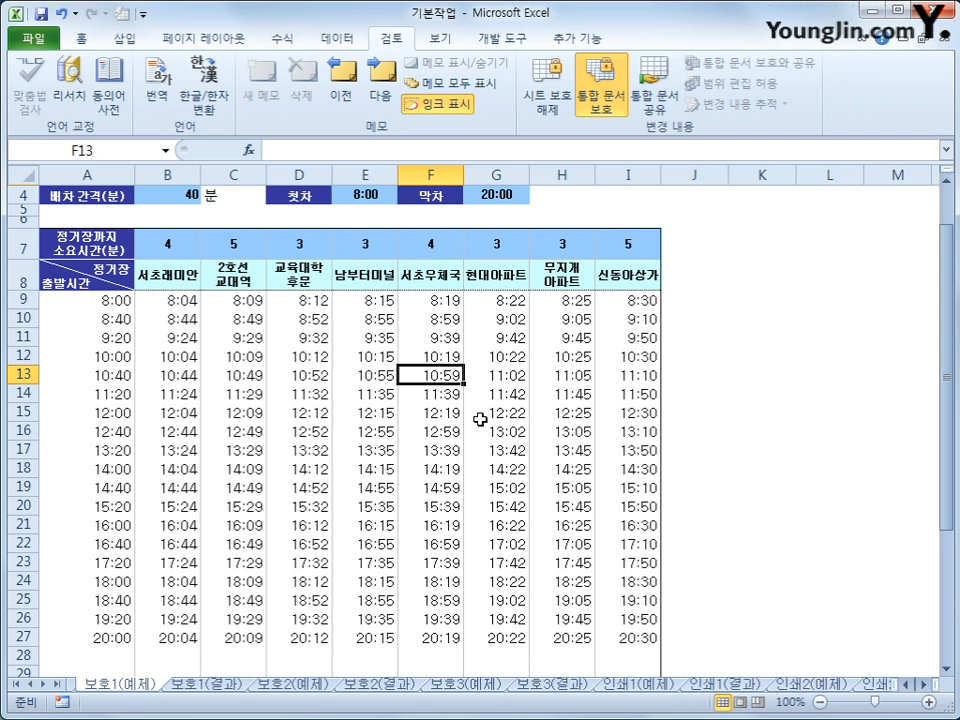 기본작업 - Microsoft Excel
Younglin.com Y.
파일 홈 삽입 페이지 레이아웃 수식 데이터 검토 보기 개발 도구 추가 기능
맞춤법 검사 리서치 동의어 사전 번역 한글/한자 변환 새 메모 삭제 이전 다음 메모 표시/숨기기 시트 보호 해제 통합 문서 보호 통합 문서 공유 통합 문서 보호와 공유
메모 모두 표시 범위 편집 허용
잉크 표시 변경 내용 추적
언어 교정 언어 메모 변경 내용
F13 fx
A B C D E F G H I J K L M
4 배차 간격(분) 40 분 첫차 8:00 막차 20:00
5
6
7 정거장까지 소요시간(분) 4 5 3 3 4 3 3 5
8 정거장 출발시간 서초래미안 2호선 교대역 교육대학 후문 남부터미널 서초우체국 현대아파트 무지개 아파트 신동아상가
9 8:00 8:04 8:09 8:12 8:15 8:19 8:22 8:25 8:30
10 8:40 8:44 8:49 8:52 8:55 8:59 9:02 9:05 9:10
11 9:20 9:24 9:29 9:32 9:35 9:39 9:42 9:45 9:50
12 10:00 10:04 10:09 10:12 10:15 10:19 10:22 10:25 10:30
13 10:40 10:44 10:49 10:52 10:55 10:59 11:02 11:05 11:10
14 11:20 11:24 11:29 11:32 11:35 11:39 11:42 11:45 11:50
15 12:00 12:04 12:09 12:12 12:15 12:19 12:22 12:25 12:30
16 12:40 12:44 12:49 12:52 12:55 12:59 13:02 13:05 13:10
17 13:20 13:24 13:29 13:32 13:35 13:39 13:42 13:45 13:50
18 14:00 14:04 14:09 14:12 14:15 14:19 14:22 14:25 14:30
19 14:40 14:44 14:49 14:52 14:55 14:59 15:02 15:05 15:10
20 15:20 15:24 15:29 15:32 15:35 15:39 15:42 15:45 15:50
21 16:00 16:04 16:09 16:12 16:15 16:19 16:22 16:25 16:30
22 16:40 16:44 16:49 16:52 16:55 16:59 17:02 17:05 17:10
23 17:20 17:24 17:29 17:32 17:35 17:39 17:42 17:45 17:50
24 18:00 18:04 18:09 18:12 18:15 18:19 18:22 18:25 18:30
25 18:40 18:44 18:49 18:52 18:55 18:59 19:02 19:05 19:10
26 19:20 19:24 19:29 19:32 19:35 19:39 19:42 19:45 19:50
27 20:00 20:04 20:09 20:12 20:15 20:19 20:22 20:25 20:30
28
29
보호1(예제) 보호1(결과) 보호2(예제) 보호2(결과) 보호3(예제) 보호3(결과) 인쇄1(예제) 인쇄1(결과) 인쇄2(예제) 인쇄
준비 100%